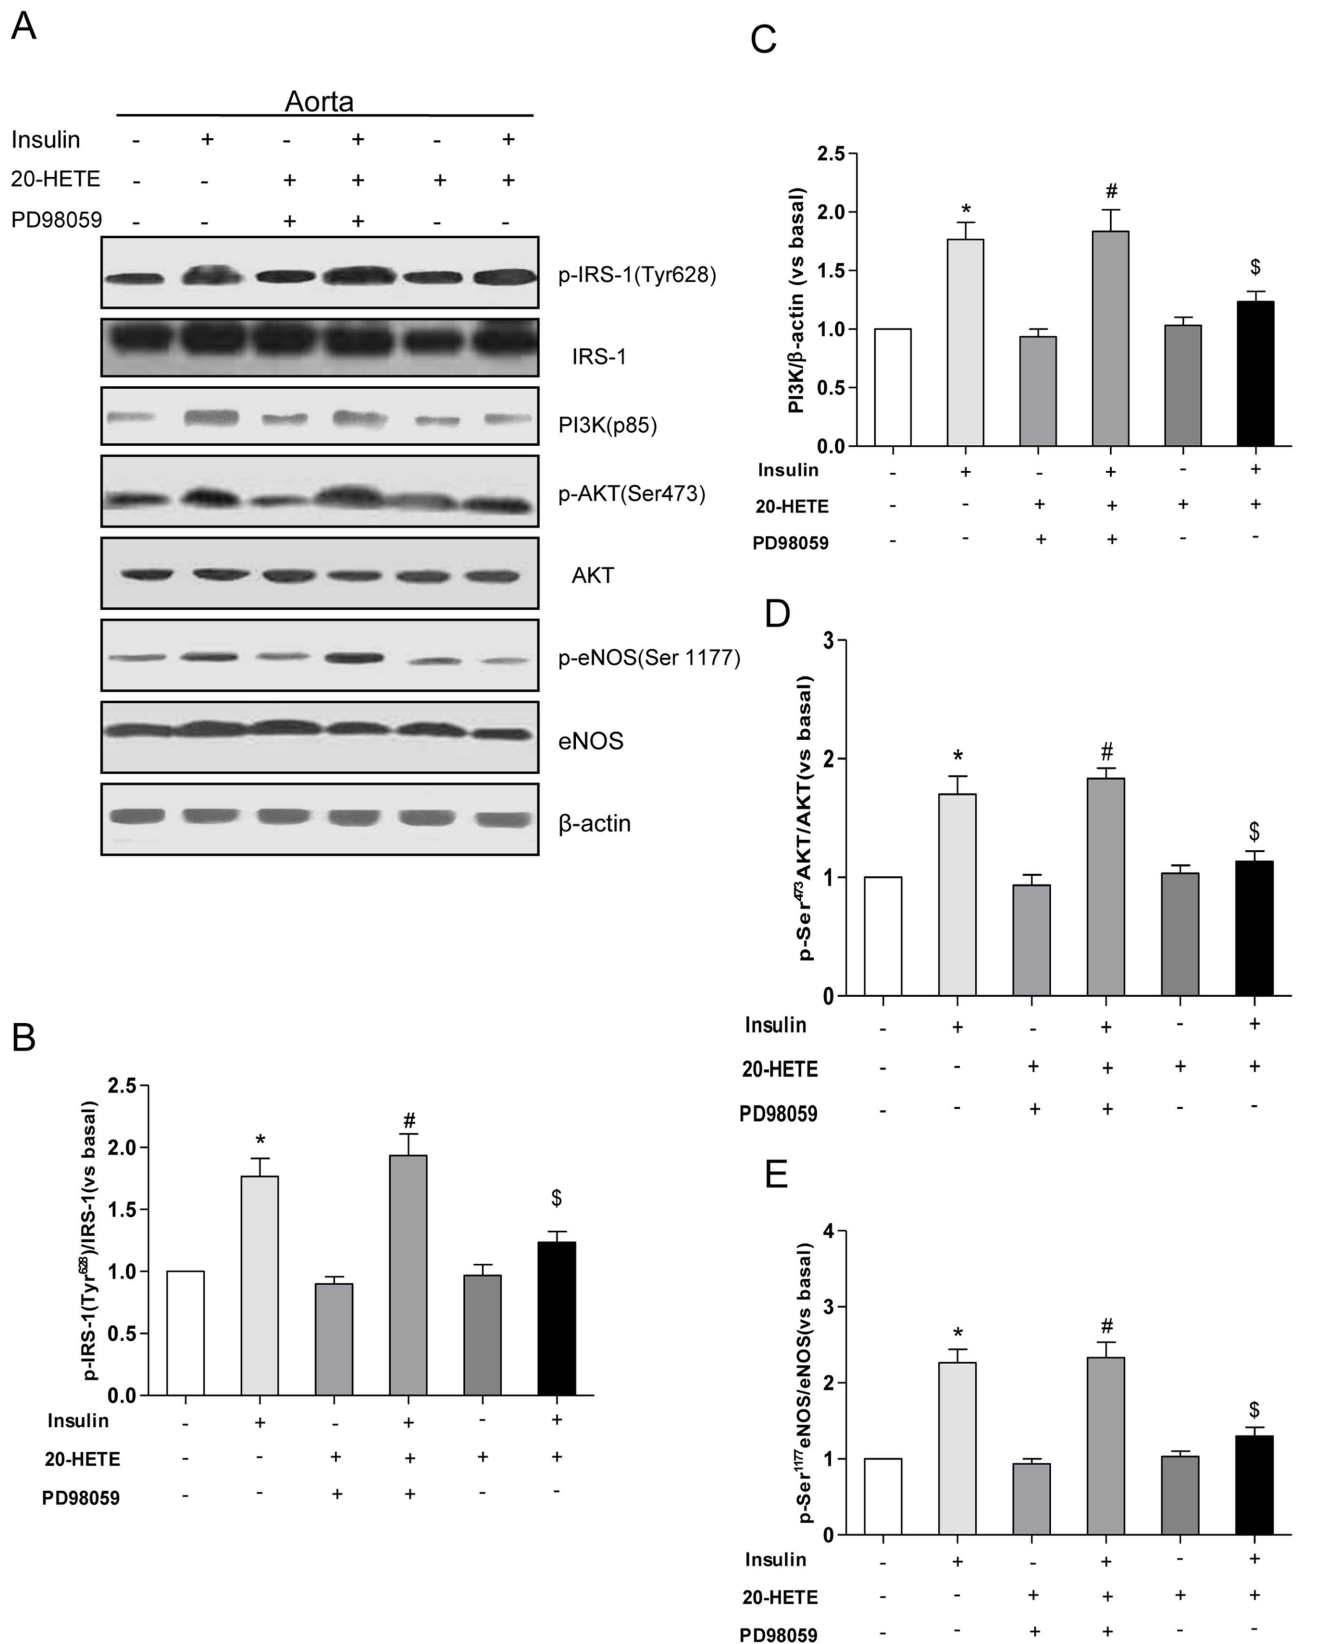 A
Aorta
Insulin - + - + - +
20-HETE - - + + + +
PD98059 - - + + - -
p-IRS-1(Tyr628)
IRS-1
PI3K(p85)
p-AKT(Ser473)
AKT
p-eNOS(Ser 1177)
eNOS
β-actin
B
p-IRS-1(Tyr628)/IRS-1(vs basal)
2.5
2.0
1.5
1.0
0.5
0.0
* # $
Insulin - + - + - +
20-HETE - - + + + +
PD98059 - - + + - -
C
PI3K/β-actin (vs basal)
2.5
2.0
1.5
1.0
0.5
0.0
* # $
Insulin - + - + - +
20-HETE - - + + + +
PD98059 - - + + - -
D
p-Ser473AKT/AKT(vs basal)
3
2
1
0
* # $
Insulin - + - + - +
20-HETE - - + + + +
PD98059 - - + + - -
E
p-Ser1177eNOS/eNOS(vs basal)
4
3
2
1
0
* # $
Insulin - + - + - +
20-HETE - - + + + +
PD98059 - - + + - -